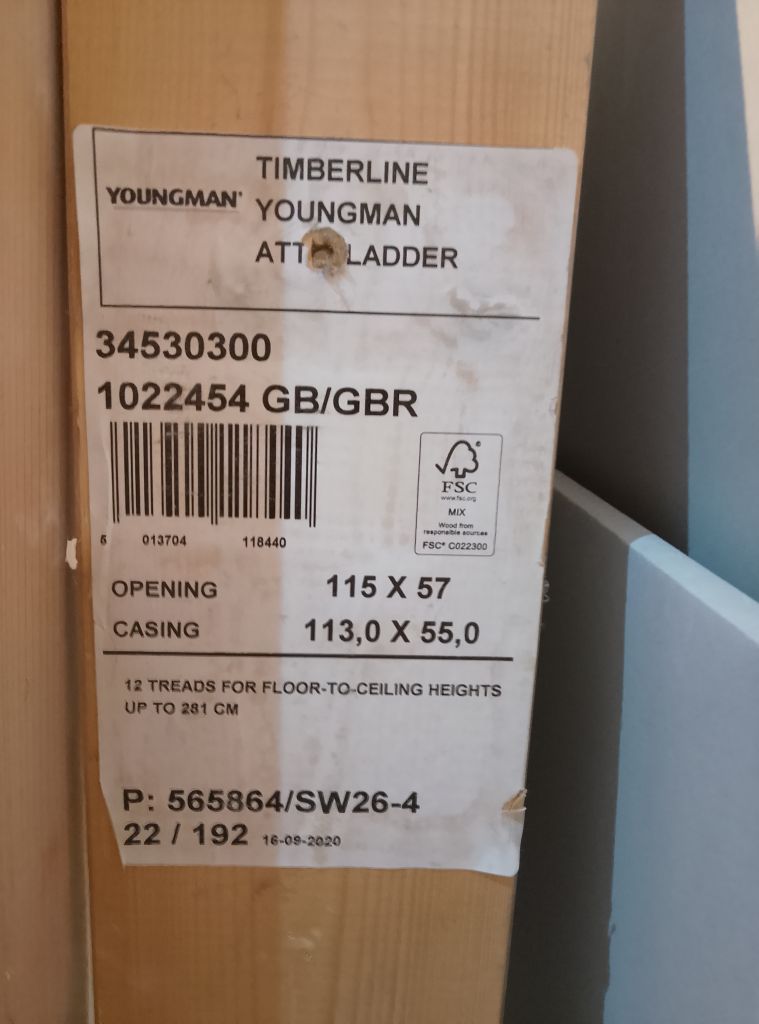 TIMBERLINE
YOUNGMAN
YOUNGMAN
LADDER
34530300
1022454 GB/GBR
5 013704 118440
FSC
www.fsc.org
MIX
Wood from
responsible sources
FSC® C022300
OPENING 115 X 57
CASING 113,0 X 55,0
12 TREADS FOR FLOOR-TO-CEILING HEIGHTS
UP TO 281 CM
P: 565864/SW26-4
22 / 192 16-09-2020